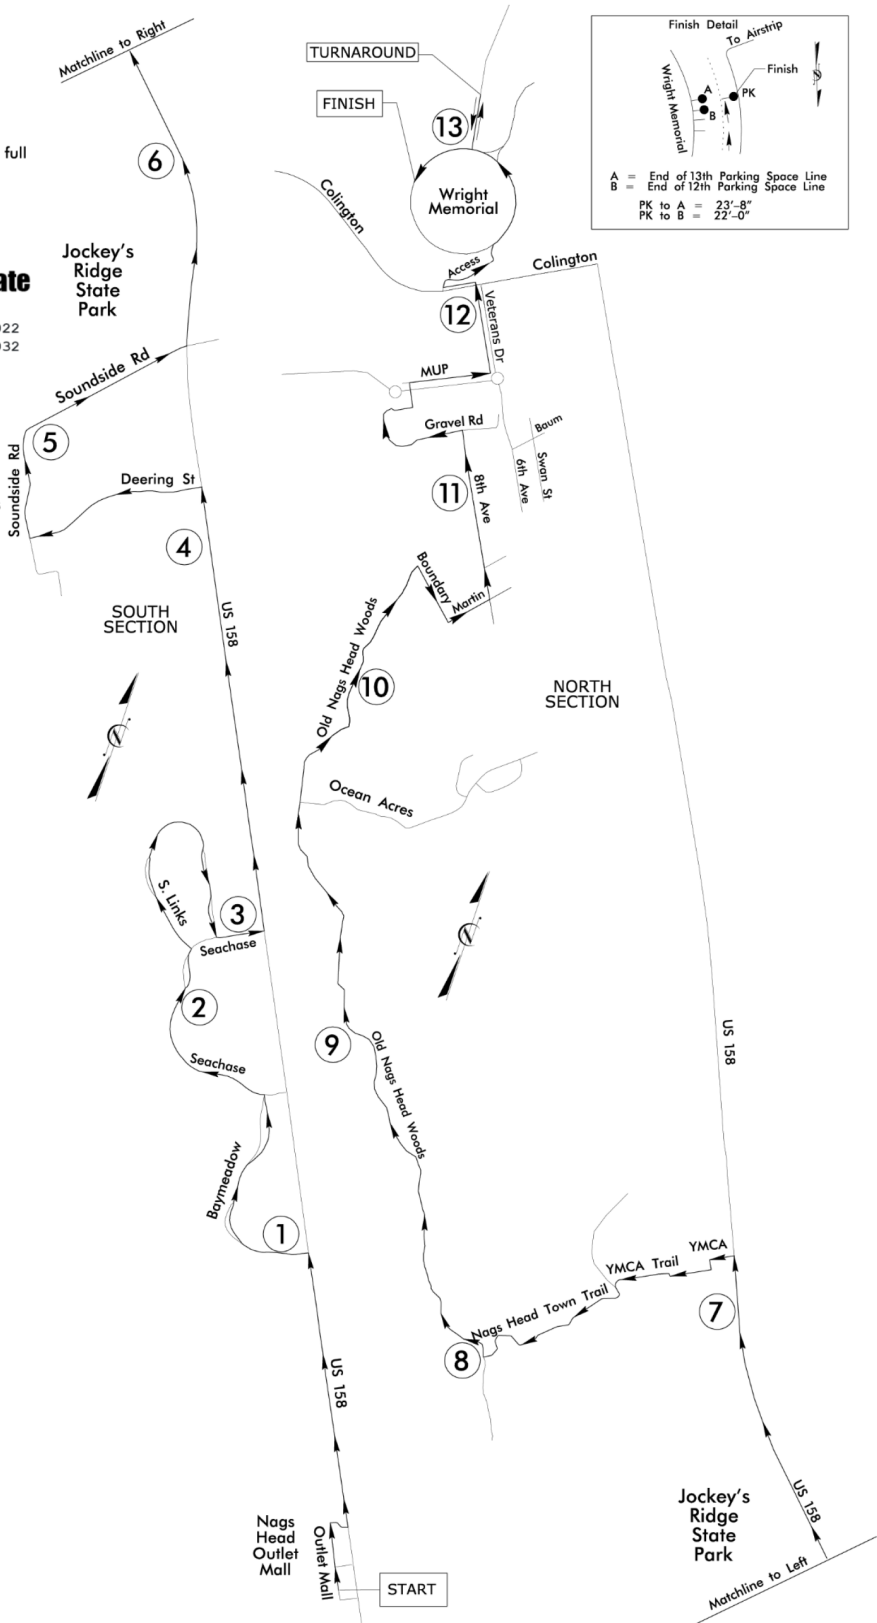 Matchline to Right
full
6
Jockey's
Ridge
State
Park
ate
022
032
Soundside Rd
5
Soundside Rd
Deering St
4
SOUTH
SECTION
US 158
S. Links
3
Seachase
2
Seachase
Baymeadow
1
US 158
Nags
Head
Outlet
Mall
Outlet Mall
START
TURNAROUND
FINISH
13
Wright
Memorial
Colington
Access
Colington
12
Veterans Dr
MUP
Gravel Rd
Baum
6th Ave
Swan St
11
8th Ave
Boundary
Martin
Old Nags Head Woods
10
NORTH
SECTION
Ocean Acres
9
Old Nags Head Woods
US 158
YMCA
YMCA Trail
Nags Head Town Trail
7
8
Jockey's
Ridge
State
Park
US 158
Matchline to Left
Finish Detail
To Airstrip
Wright Memorial
Finish
A
PK
B
A = End of 13th Parking Space Line
B = End of 12th Parking Space Line
PK to A = 23'-8"
PK to B = 22'-0"